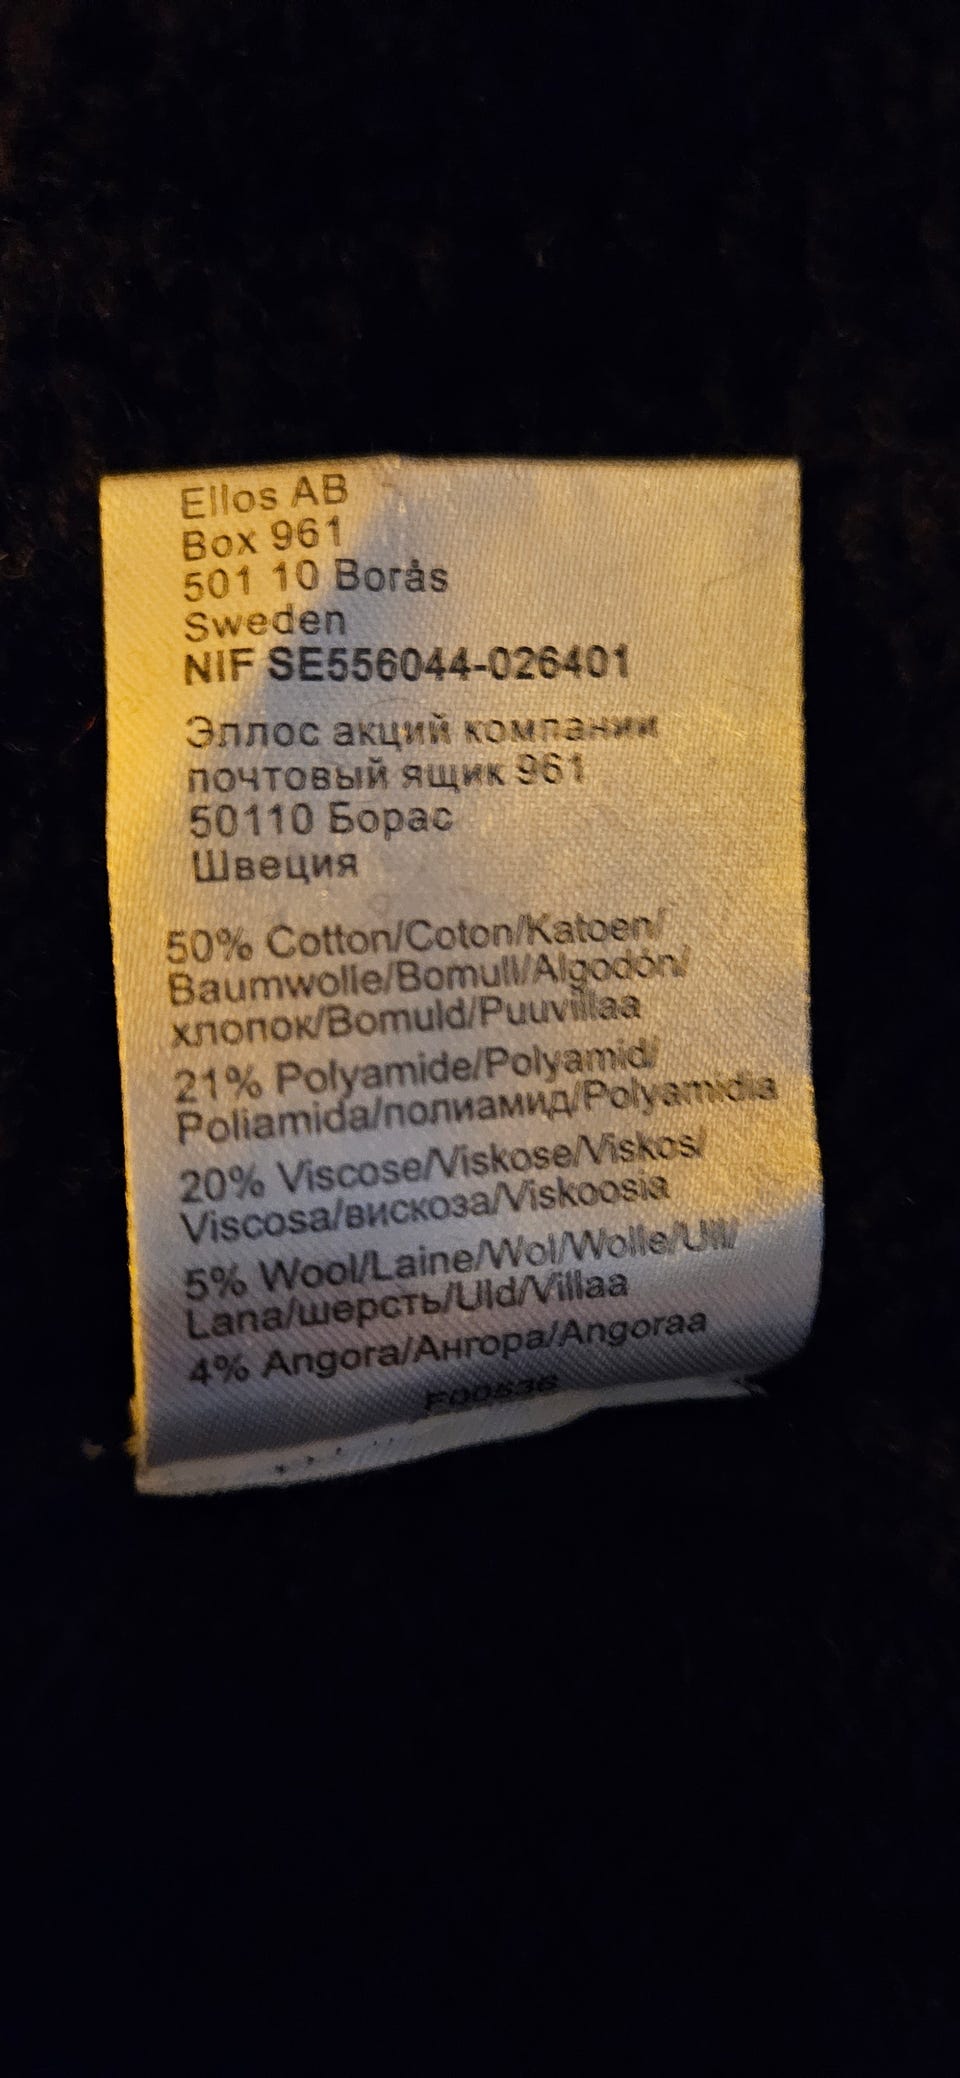 Ellos AB
Box 961
501 10 Borås
Sweden
NIF SE556044-026401
Эллос акций компании
почтовый ящик 961
50110 Борас
Швеция
50% Cotton/Coton/Katoen/
Baumwolle/Bomull/Algodón/
хлопок/Bomuld/Puuvillaa
21% Polyamide/Polyamid/
Poliamida/полиамид/Polyamidia
20% Viscose/Viskose/Viskos/
Viscosa/вискоза/Viskoosia
5% Wool/Laine/Wol/Wolle/Ull/
Lana/шерсть/Uld/Villaa
4% Angora/Ангора/Angoraa
F00536